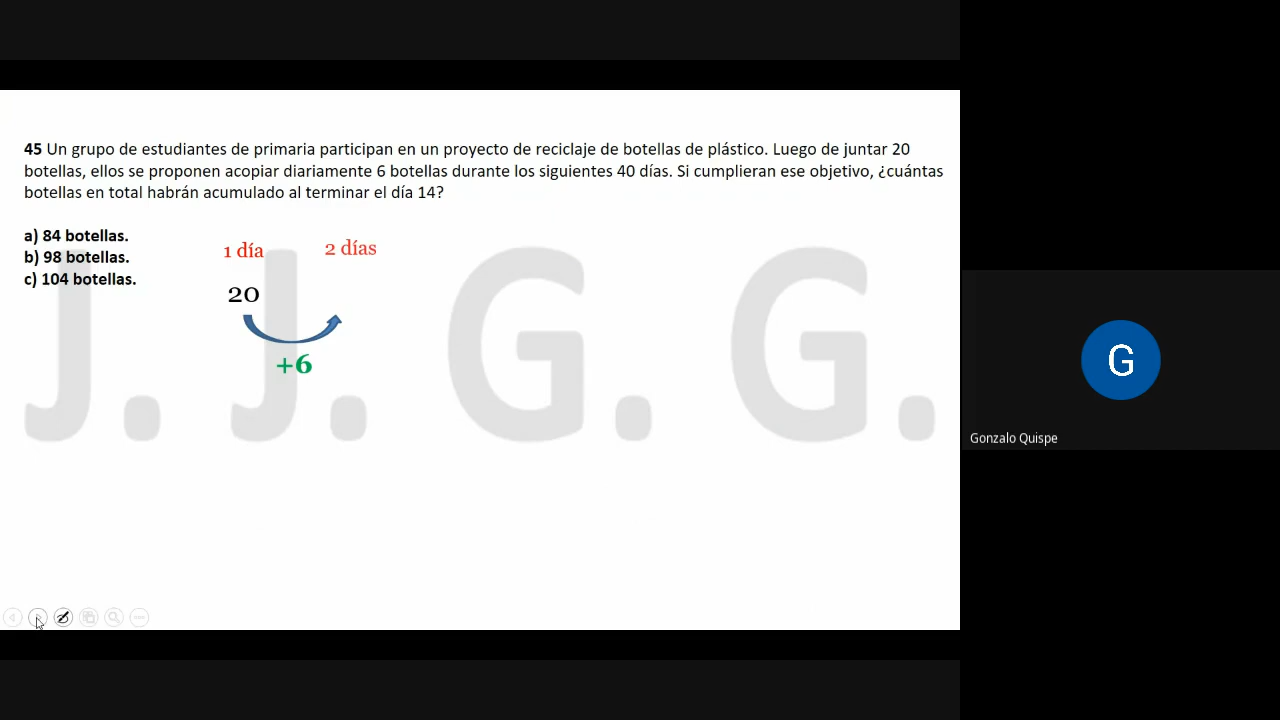 45 Un grupo de estudiantes de primaria participan en un proyecto de reciclaje de botellas de plástico. Luego de juntar 20
botellas, ellos se proponen acopiar diariamente 6 botellas durante los siguientes 40 días. Si cumplieran ese objetivo, ¿cuántas
botellas en total habrán acumulado al terminar el día 14?
a) 84 botellas.
b) 98 botellas.
c) 104 botellas.
1 día 2 días
20
+6
J. J. G. G.
G
Gonzalo Quispe